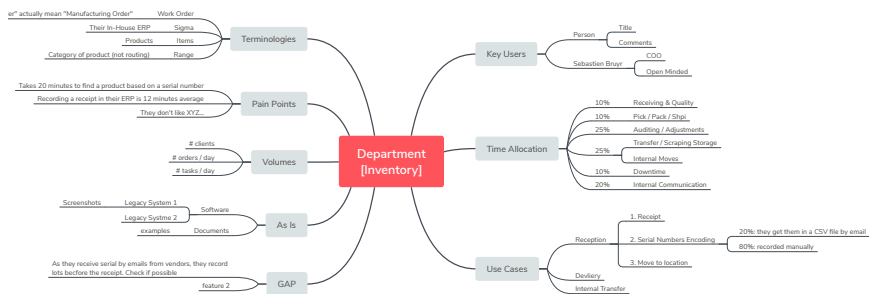 er" actually mean "Manufacturing Order"
Work Order
Their In-House ERP
Sigma
Products
Items
Category of product (not routing)
Range
Terminologies
Takes 20 minutes to find a product based on a serial number
Recording a receipt in their ERP is 12 minutes average
They don't like XYZ...
Pain Points
# clients
# orders / day
# tasks / day
Volumes
Screenshots
Legacy System 1
Legacy Systme 2
Software
examples
Documents
As Is
As they receive serial by emails from vendors, they record
lots becfore the receipt. Check if possible
feature 2
GAP
Department
[Inventory]
Key Users
Person
Title
Comments
Sebastien Bruyr
COO
Open Minded
Time Allocation
10%
Receiving & Quality
10%
Pick / Pack / Shpi
25%
Auditing / Adjustments
25%
Transfer / Scraping Storage
Internal Moves
10%
Downtime
20%
Internal Communication
Use Cases
Reception
1. Receipt
2. Serial Numbers Encoding
20%: they get them in a CSV file by email
80%: recorded manually
3. Move to location
Devliery
Internal Transfer